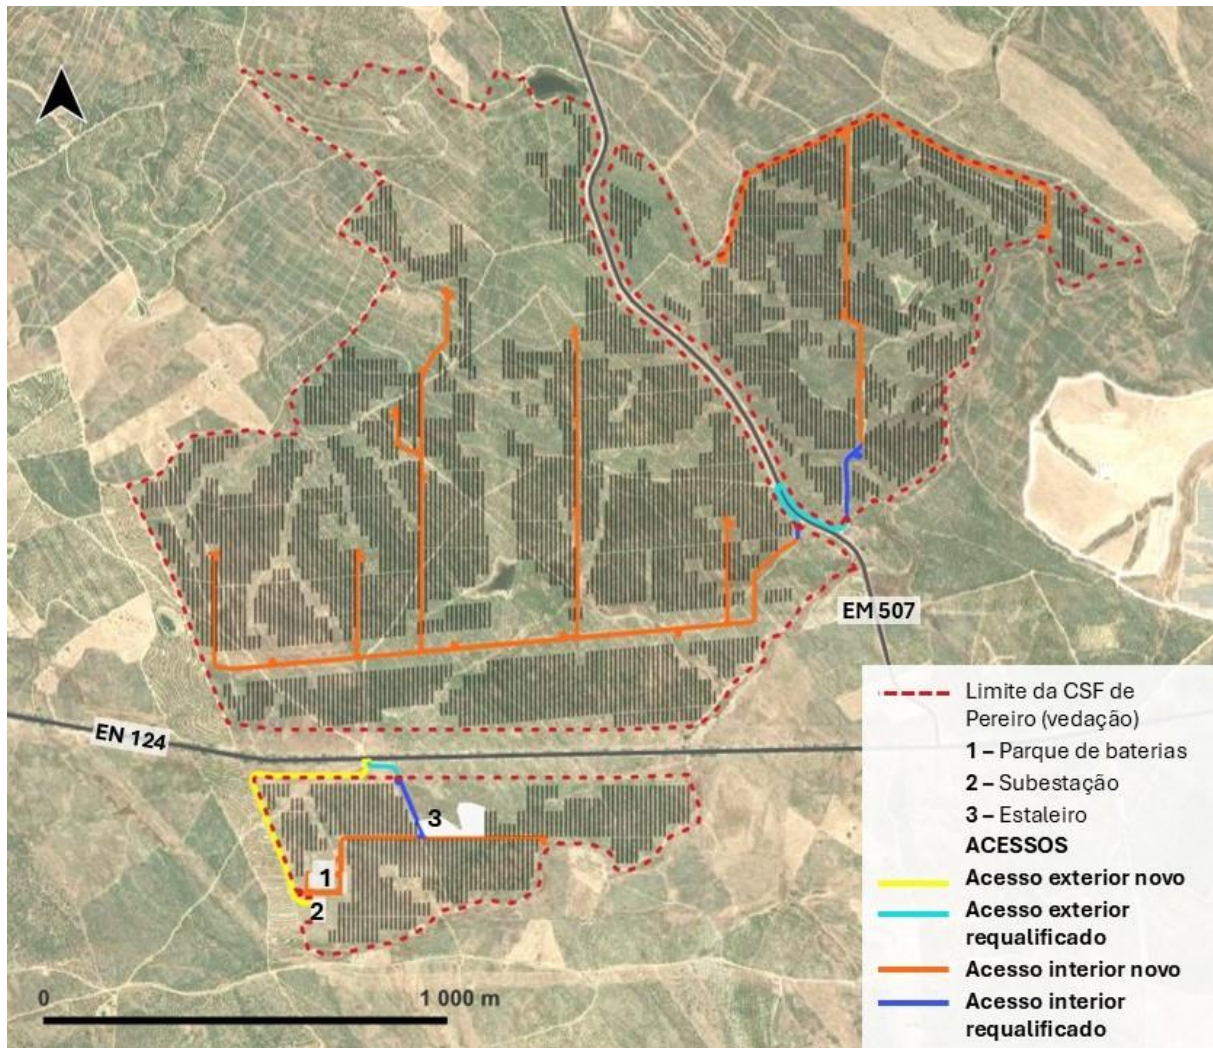 EM 507
EN 124
3
1
2
0
1 000 m
Limite da CSF de
Pereiro (vedação)
1 – Parque de baterias
2 – Subestação
3 – Estaleiro
ACESSOS
Acesso exterior novo
Acesso exterior
requalificado
Acesso interior novo
Acesso interior
requalificado